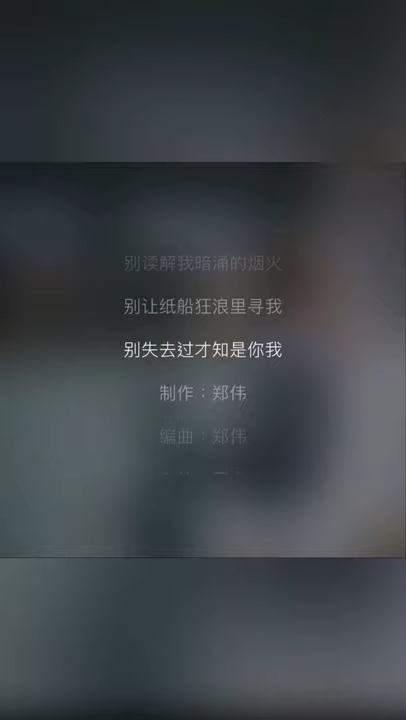 别读解我暗涌的烟火
别让纸船狂浪里寻我
别失去过才知是你我
制作：郑伟
编曲：郑伟